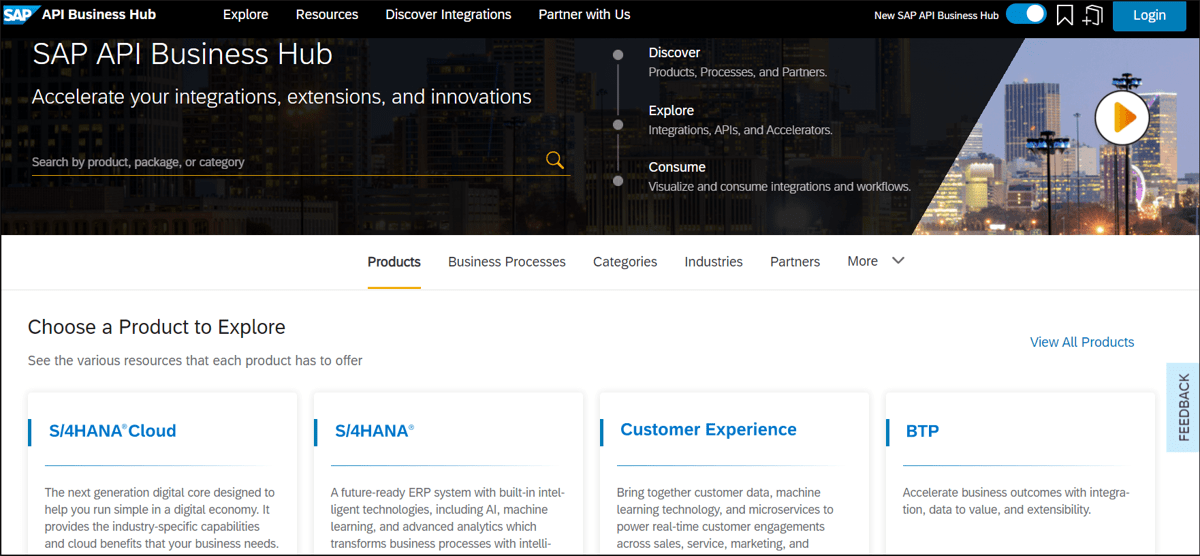 SAP API Business Hub
Explore
Resources
Discover Integrations
Partner with Us
New SAP API Business Hub
Login
SAP API Business Hub
Accelerate your integrations, extensions, and innovations
Search by product, package, or category
Discover
Products, Processes, and Partners.
Explore
Integrations, APIs, and Accelerators.
Consume
Visualize and consume integrations and workflows.
Products
Business Processes
Categories
Industries
Partners
More
Choose a Product to Explore
See the various resources that each product has to offer
View All Products
FEEDBACK
S/4HANA® Cloud
The next generation digital core designed to
help you run simple in a digital economy. It
provides the industry-specific capabilities
and cloud benefits that your business needs.
S/4HANA®
A future-ready ERP system with built-in intel-
ligent technologies, including AI, machine
learning, and advanced analytics which
transforms business processes with intelli-
Customer Experience
Bring together customer data, machine
learning technology, and microservices to
power real-time customer engagements
across sales, service, marketing, and
BTP
Accelerate business outcomes with integra-
tion, data to value, and extensibility.